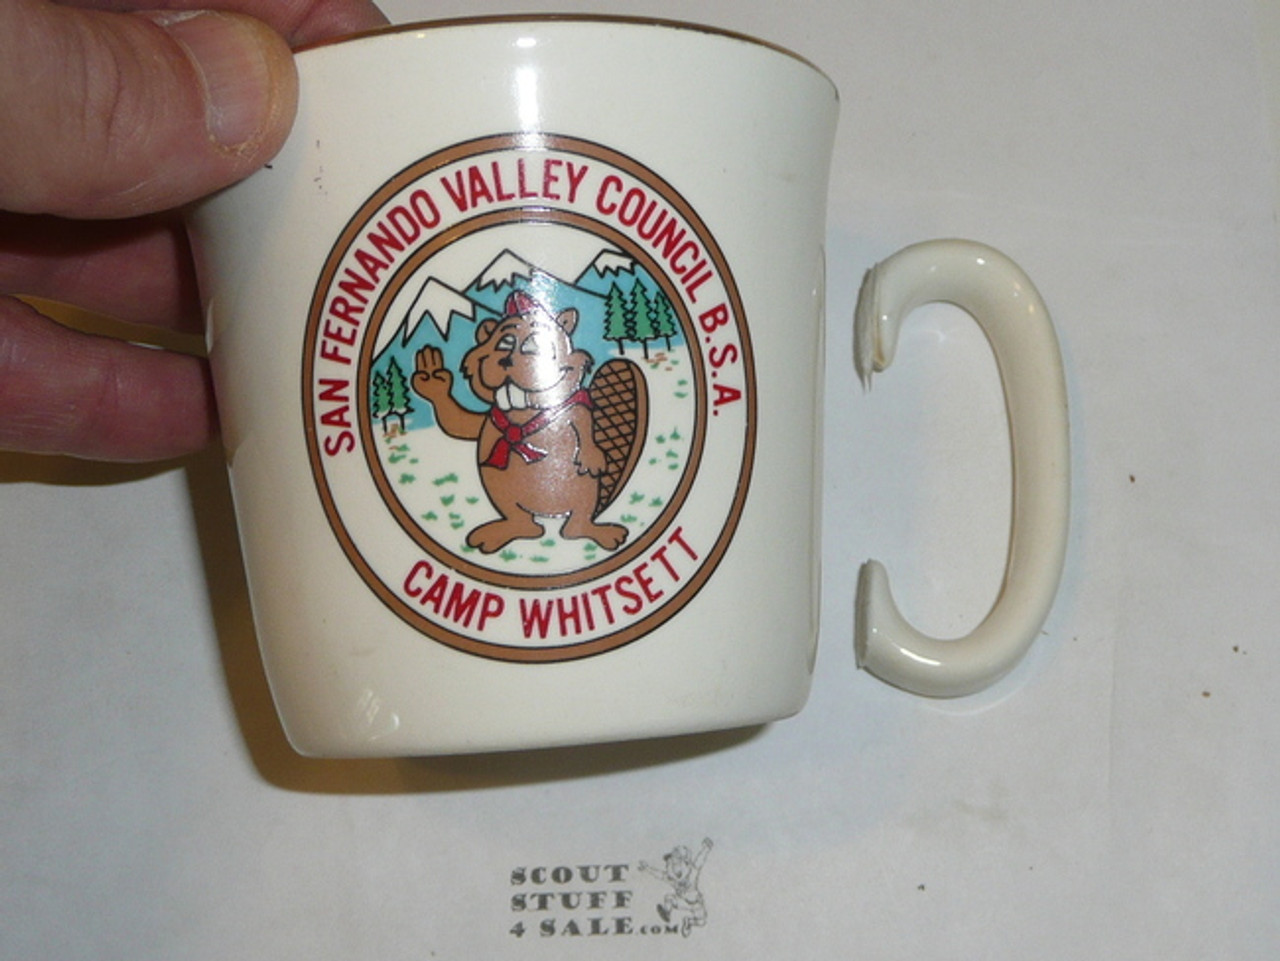 SAN FERNANDO VALLEY COUNCIL B.S.A.
CAMP WHITSETT
SCOUT
STUFF
4 SALE.COM